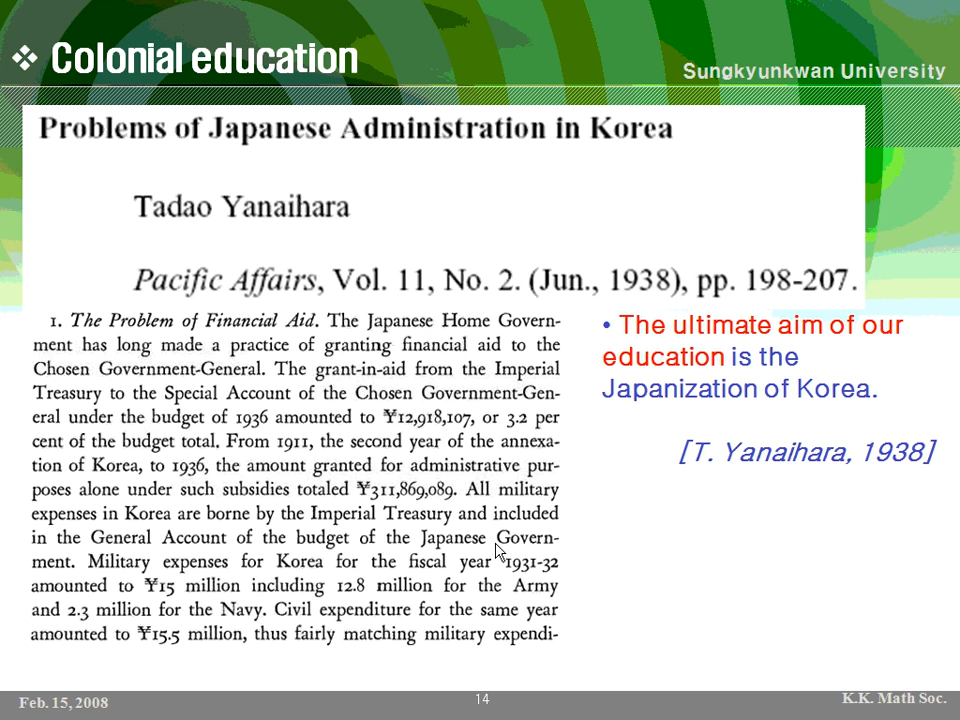 ❖ Colonial education
Sungkyunkwan University
Problems of Japanese Administration in Korea
Tadao Yanaihara
Pacific Affairs, Vol. 11, No. 2. (Jun., 1938), pp. 198-207.
1. The Problem of Financial Aid. The Japanese Home Govern-
ment has long made a practice of granting financial aid to the
Chosen Government-General. The grant-in-aid from the Imperial
Treasury to the Special Account of the Chosen Government-Gen-
eral under the budget of 1936 amounted to ¥12,918,107, or 3.2 per
cent of the budget total. From 1911, the second year of the annexa-
tion of Korea, to 1936, the amount granted for administrative pur-
poses alone under such subsidies totaled ¥311,869,089. All military
expenses in Korea are borne by the Imperial Treasury and included
in the General Account of the budget of the Japanese Govern-
ment. Military expenses for Korea for the fiscal year 1931-32
amounted to ¥15 million including 12.8 million for the Army
and 2.3 million for the Navy. Civil expenditure for the same year
amounted to ¥15.5 million, thus fairly matching military expendi-
• The ultimate aim of our
education is the
Japanization of Korea.
[T. Yanaihara, 1938]
Feb. 15, 2008
14
K.K. Math Soc.